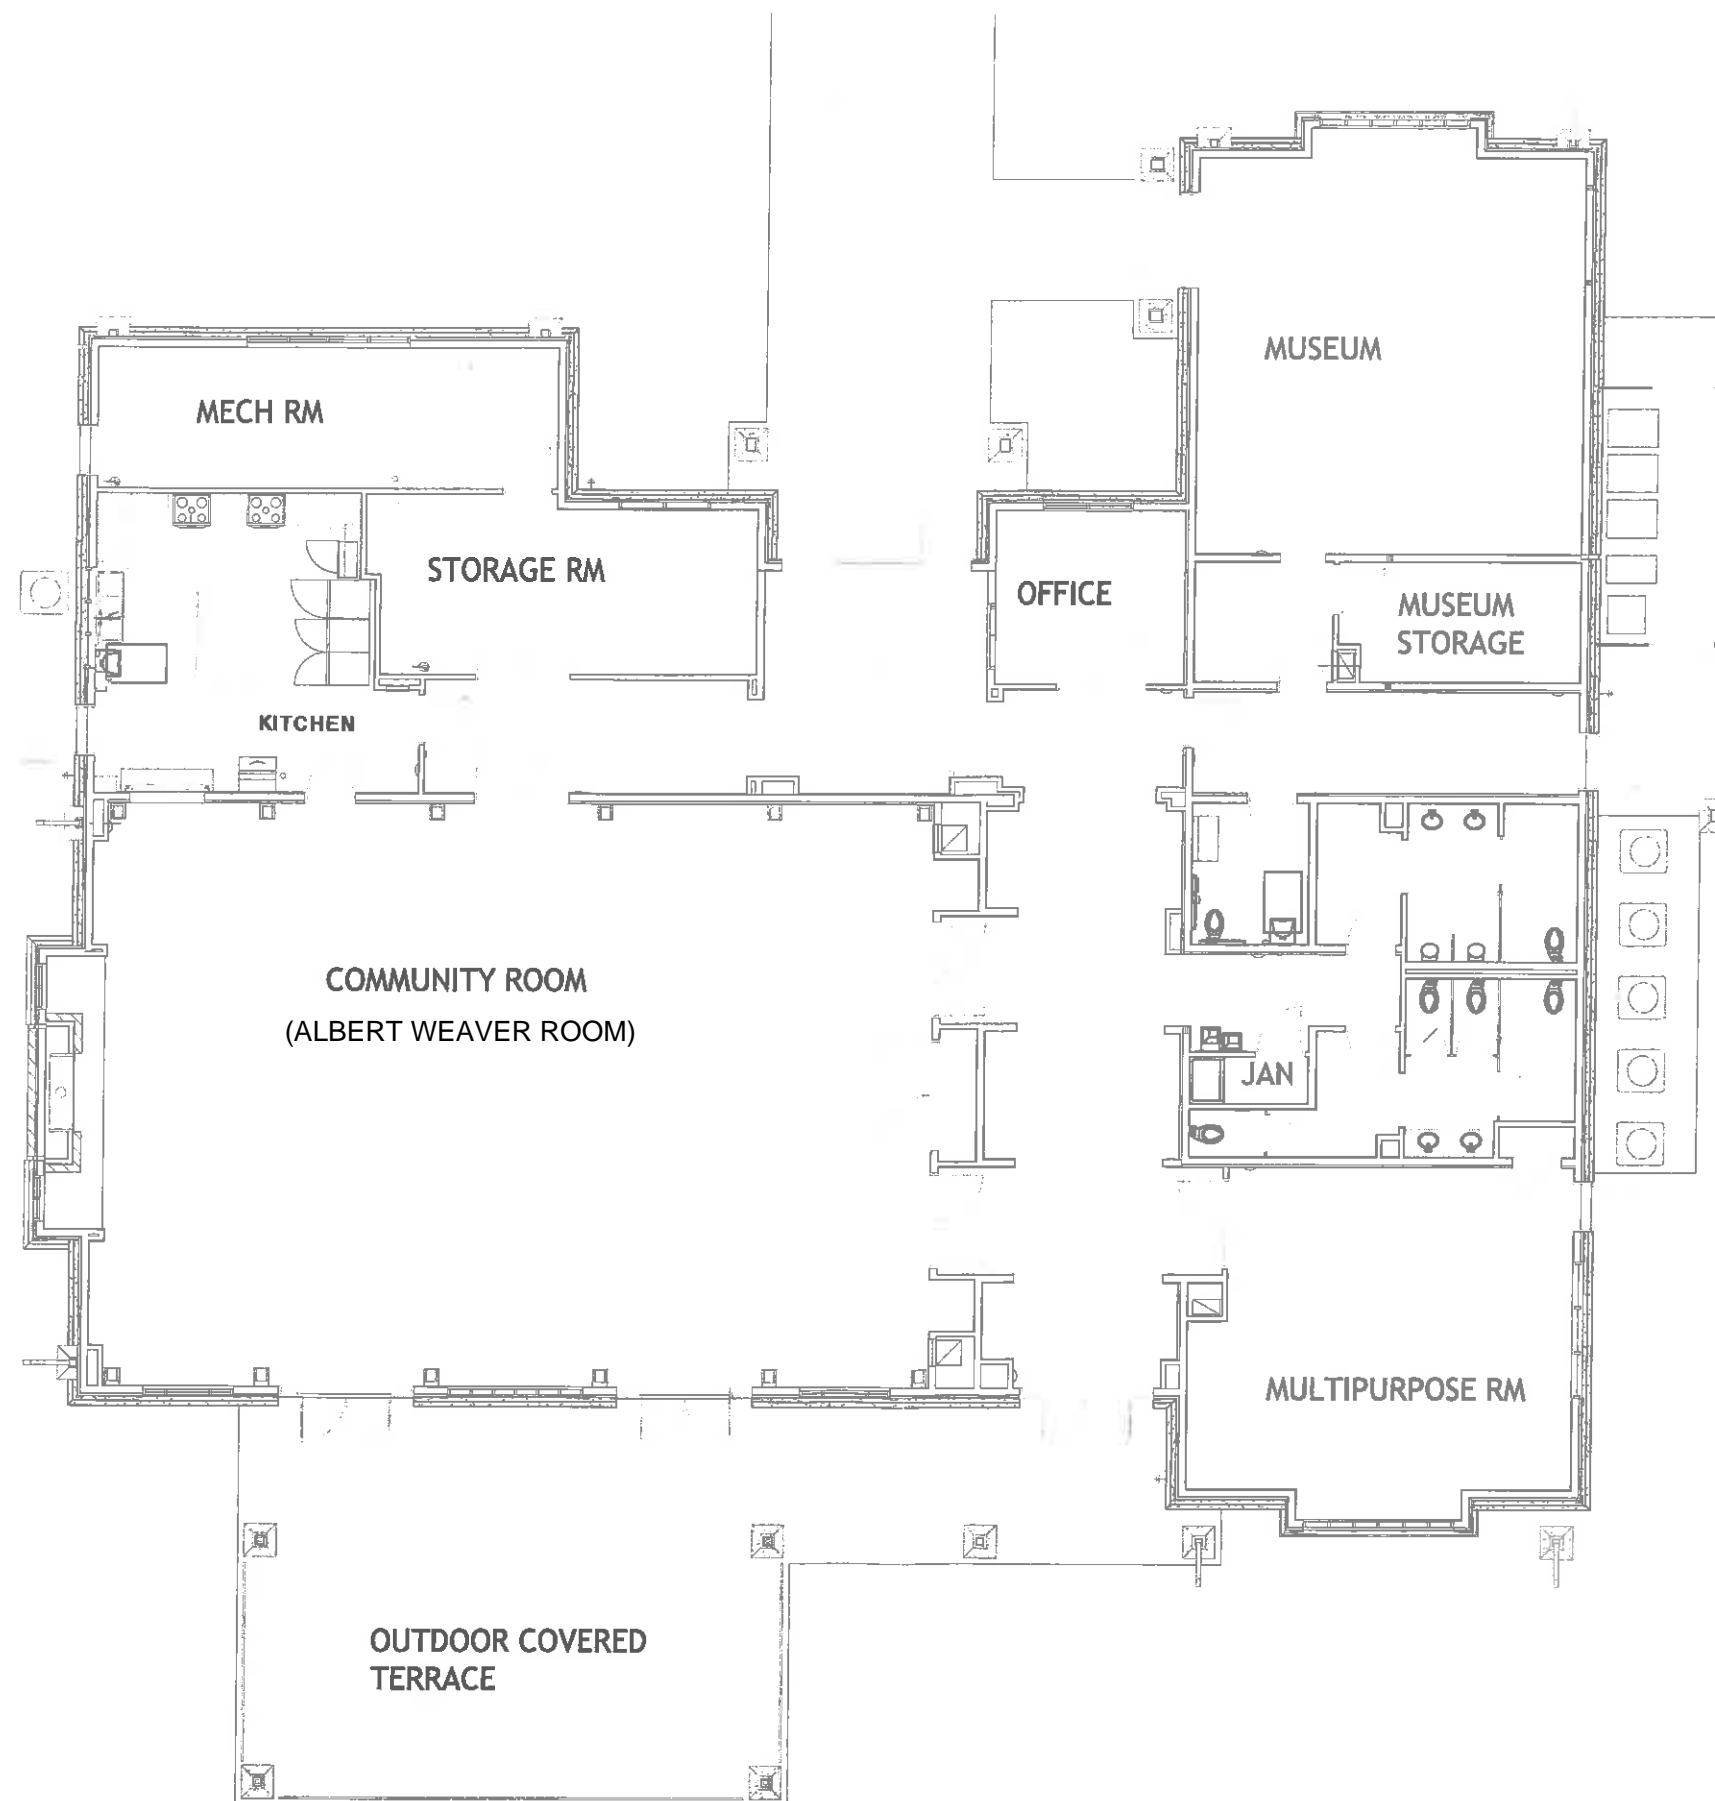 MUSEUM
MECH RM
STORAGE RM
OFFICE
MUSEUM
STORAGE
KITCHEN
COMMUNITY ROOM
(ALBERT WEAVER ROOM)
JAN
MULTIPURPOSE RM
OUTDOOR COVERED
TERRACE